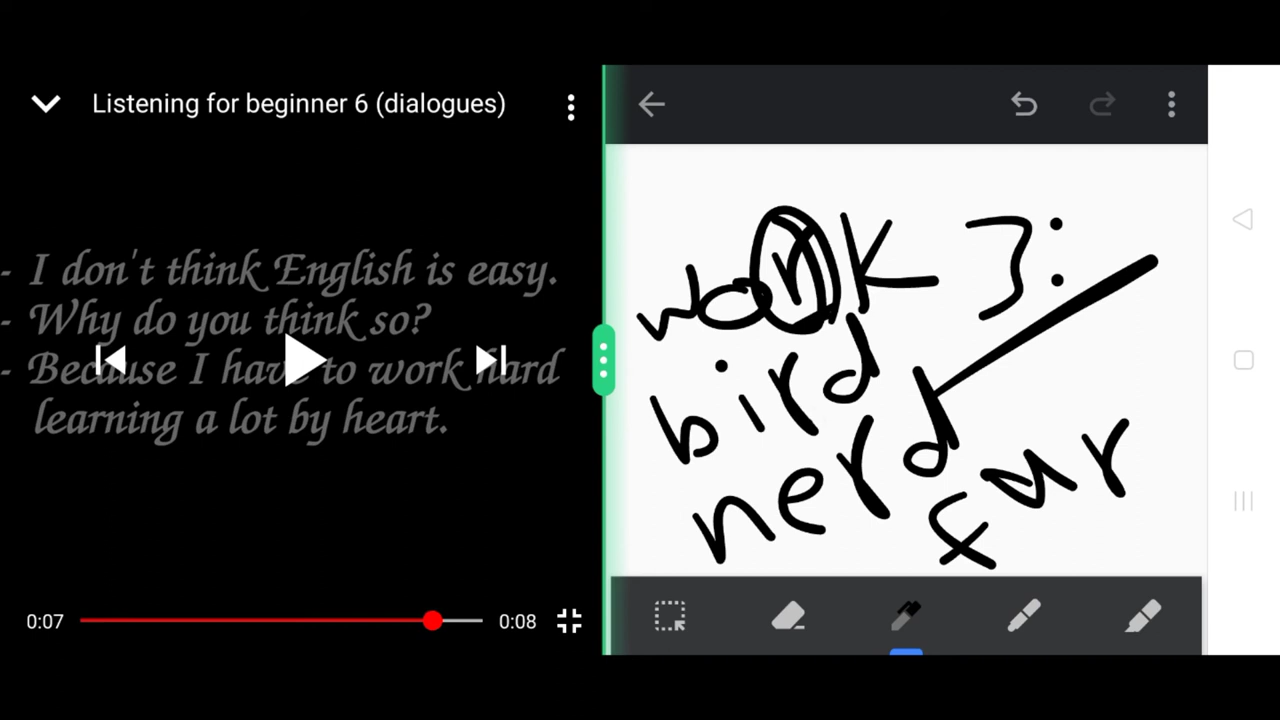 Listening for beginner 6 (dialogues)
- I don't think English is easy.
- Why do you think so?
- Because I have to work hard
learning a lot by heart.
0:07
0:08
work 3:
bird
nerd
fur